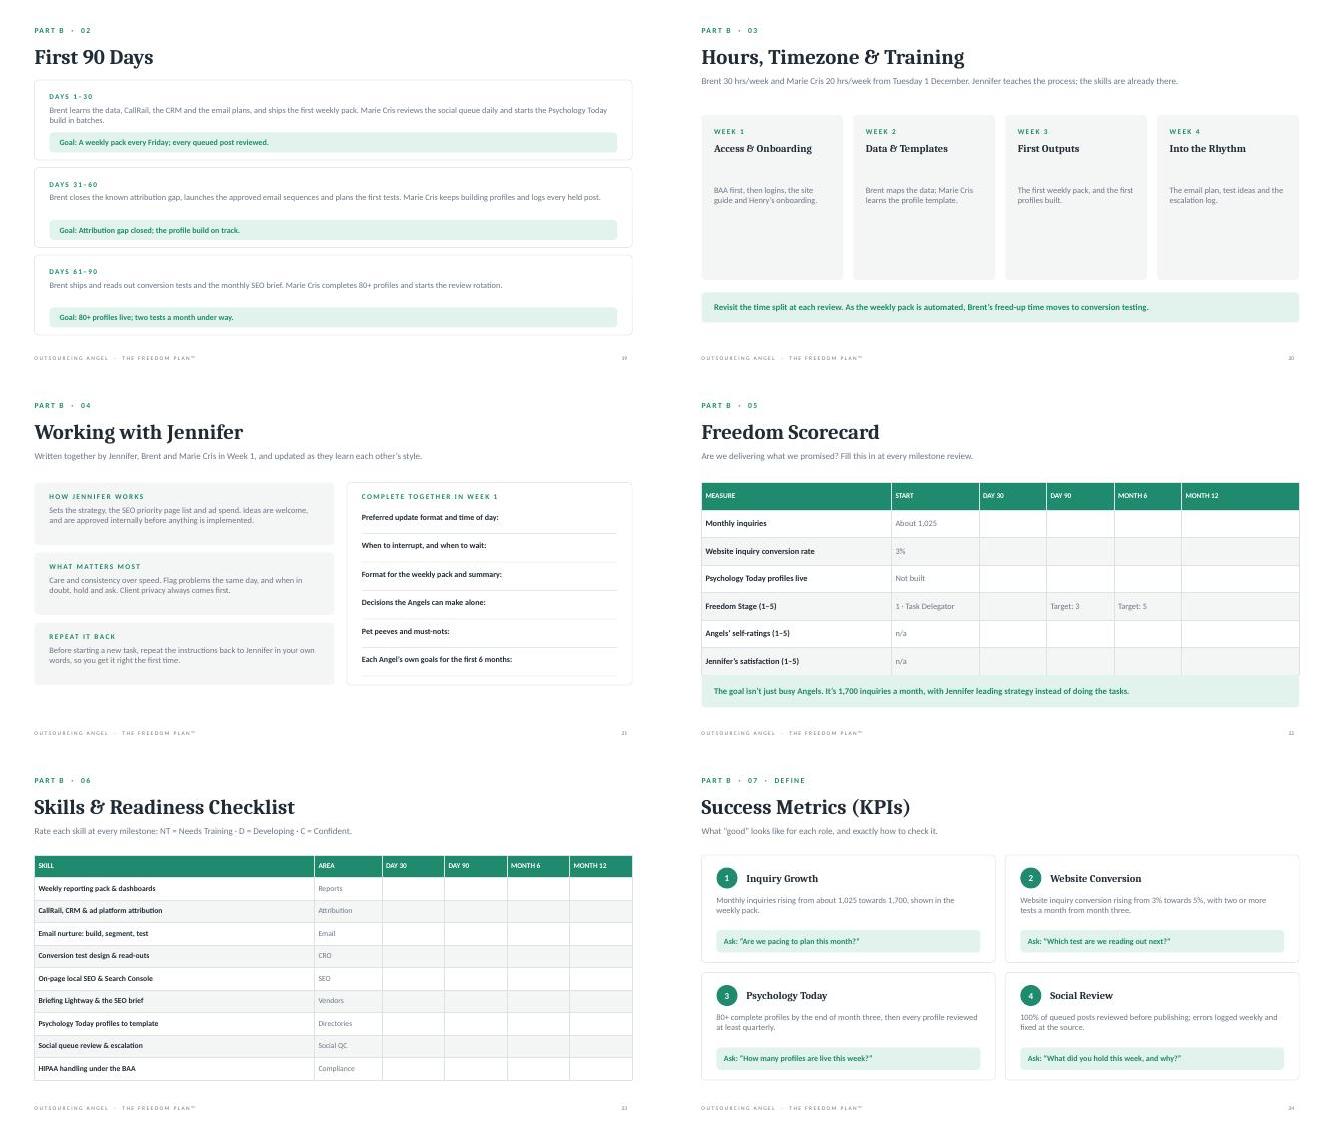 PART B · 02
First 90 Days
DAYS 1–30
Brent learns the data, CallRail, the CRM and the email plans, and ships the first weekly pack. Marie Cris reviews the social queue daily and starts the Psychology Today
build in batches.
Goal: A weekly pack every Friday; every queued post reviewed.
DAYS 31–60
Brent closes the known attribution gap, launches the approved email sequences and plans the first tests. Marie Cris keeps building profiles and logs every held post.
Goal: Attribution gap closed; the profile build on track.
DAYS 61–90
Brent ships and reads out conversion tests and the monthly SEO brief. Marie Cris completes 80+ profiles and starts the review rotation.
Goal: 80+ profiles live; two tests a month under way.
OUTSOURCING ANGEL · THE FREEDOM PLAN™
19
PART B · 03
Hours, Timezone & Training
Brent 30 hrs/week and Marie Cris 20 hrs/week from Tuesday 1 December. Jennifer teaches the process; the skills are already there.
WEEK 1
Access & Onboarding
BAA first, then logins, the site
guide and Henry’s onboarding.
WEEK 2
Data & Templates
Brent maps the data; Marie Cris
learns the profile template.
WEEK 3
First Outputs
The first weekly pack, and the first
profiles built.
WEEK 4
Into the Rhythm
The email plan, test ideas and the
escalation log.
Revisit the time split at each review. As the weekly pack is automated, Brent’s freed-up time moves to conversion testing.
OUTSOURCING ANGEL · THE FREEDOM PLAN™
20
PART B · 04
Working with Jennifer
Written together by Jennifer, Brent and Marie Cris in Week 1, and updated as they learn each other’s style.
HOW JENNIFER WORKS
Sets the strategy, the SEO priority page list and ad spend. Ideas are welcome,
and are approved internally before anything is implemented.
WHAT MATTERS MOST
Care and consistency over speed. Flag problems the same day, and when in
doubt, hold and ask. Client privacy always comes first.
REPEAT IT BACK
Before starting a new task, repeat the instructions back to Jennifer in your own
words, so you get it right the first time.
COMPLETE TOGETHER IN WEEK 1
Preferred update format and time of day:
When to interrupt, and when to wait:
Format for the weekly pack and summary:
Decisions the Angels can make alone:
Pet peeves and must-nots:
Each Angel’s own goals for the first 6 months:
OUTSOURCING ANGEL · THE FREEDOM PLAN™
21
PART B · 05
Freedom Scorecard
Are we delivering what we promised? Fill this in at every milestone review.
MEASURE START DAY 30 DAY 90 MONTH 6 MONTH 12
Monthly inquiries About 1,025
Website inquiry conversion rate 3%
Psychology Today profiles live Not built
Freedom Stage (1–5) 1 · Task Delegator Target: 3 Target: 5
Angels’ self-ratings (1–5) n/a
Jennifer’s satisfaction (1–5) n/a
The goal isn’t just busy Angels. It’s 1,700 inquiries a month, with Jennifer leading strategy instead of doing the tasks.
OUTSOURCING ANGEL · THE FREEDOM PLAN™
22
PART B · 06
Skills & Readiness Checklist
Rate each skill at every milestone: NT = Needs Training · D = Developing · C = Confident.
SKILL AREA DAY 30 DAY 90 MONTH 6 MONTH 12
Weekly reporting pack & dashboards Reports
CallRail, CRM & ad platform attribution Attribution
Email nurture: build, segment, test Email
Conversion test design & read-outs CRO
On-page local SEO & Search Console SEO
Briefing Lightway & the SEO brief Vendors
Psychology Today profiles to template Directories
Social queue review & escalation Social QC
HIPAA handling under the BAA Compliance
OUTSOURCING ANGEL · THE FREEDOM PLAN™
23
PART B · 07 · DEFINE
Success Metrics (KPIs)
What “good” looks like for each role, and exactly how to check it.
1 Inquiry Growth
Monthly inquiries rising from about 1,025 towards 1,700, shown in the
weekly pack.
Ask: “Are we pacing to plan this month?”
2 Website Conversion
Website inquiry conversion rising from 3% towards 5%, with two or more
tests a month from month three.
Ask: “Which test are we reading out next?”
3 Psychology Today
80+ complete profiles by the end of month three, then every profile reviewed
at least quarterly.
Ask: “How many profiles are live this week?”
4 Social Review
100% of queued posts reviewed before publishing; errors logged weekly and
fixed at the source.
Ask: “What did you hold this week, and why?”
OUTSOURCING ANGEL · THE FREEDOM PLAN™
24